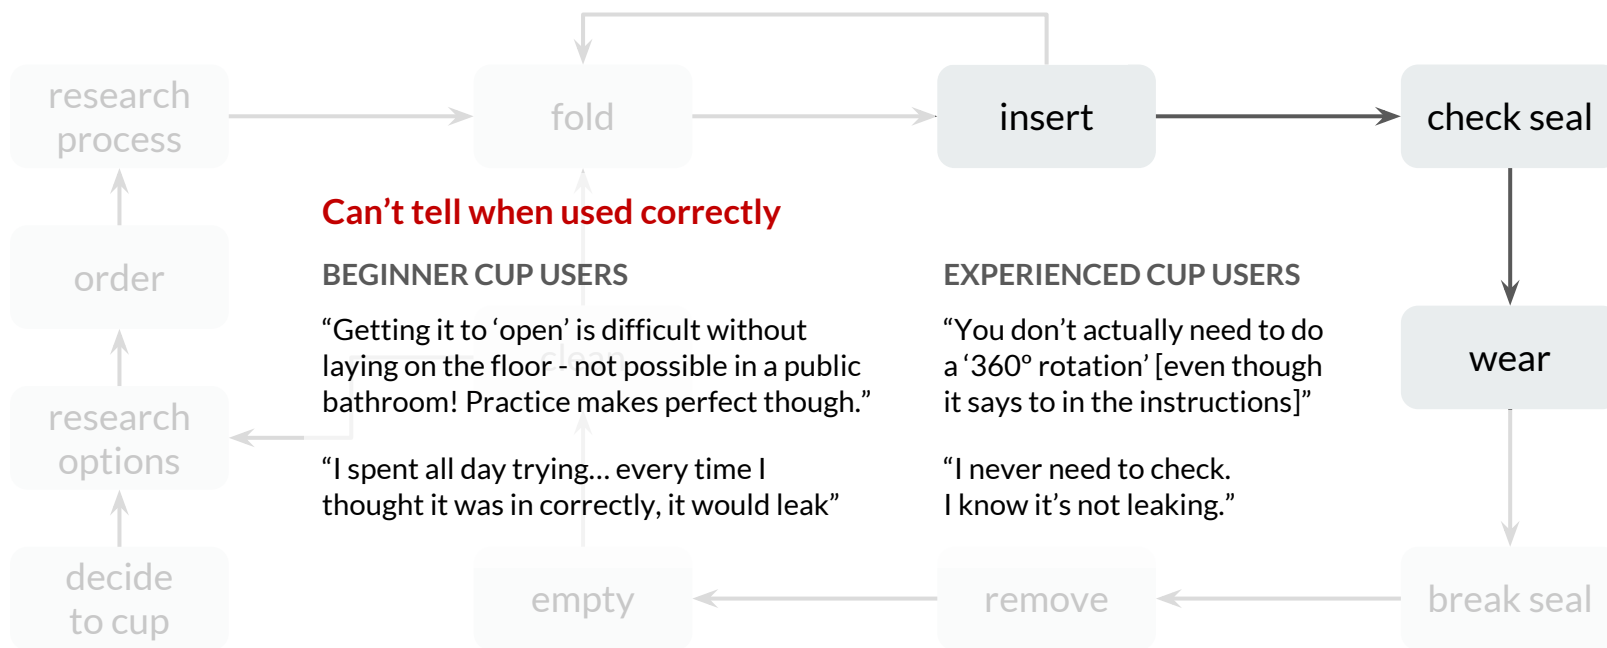 research
process
fold
insert
check seal
Can’t tell when used correctly
order
BEGINNER CUP USERS
“Getting it to ‘open’ is difficult without
laying on the floor - not possible in a public
bathroom! Practice makes perfect though.”
“I spent all day trying... every time I
thought it was in correctly, it would leak”
EXPERIENCED CUP USERS
“You don’t actually need to do
a ‘360º rotation’ [even though
it says to in the instructions]”
“I never need to check.
I know it’s not leaking.”
clean
wear
research
options
decide
to cup
empty
remove
break seal